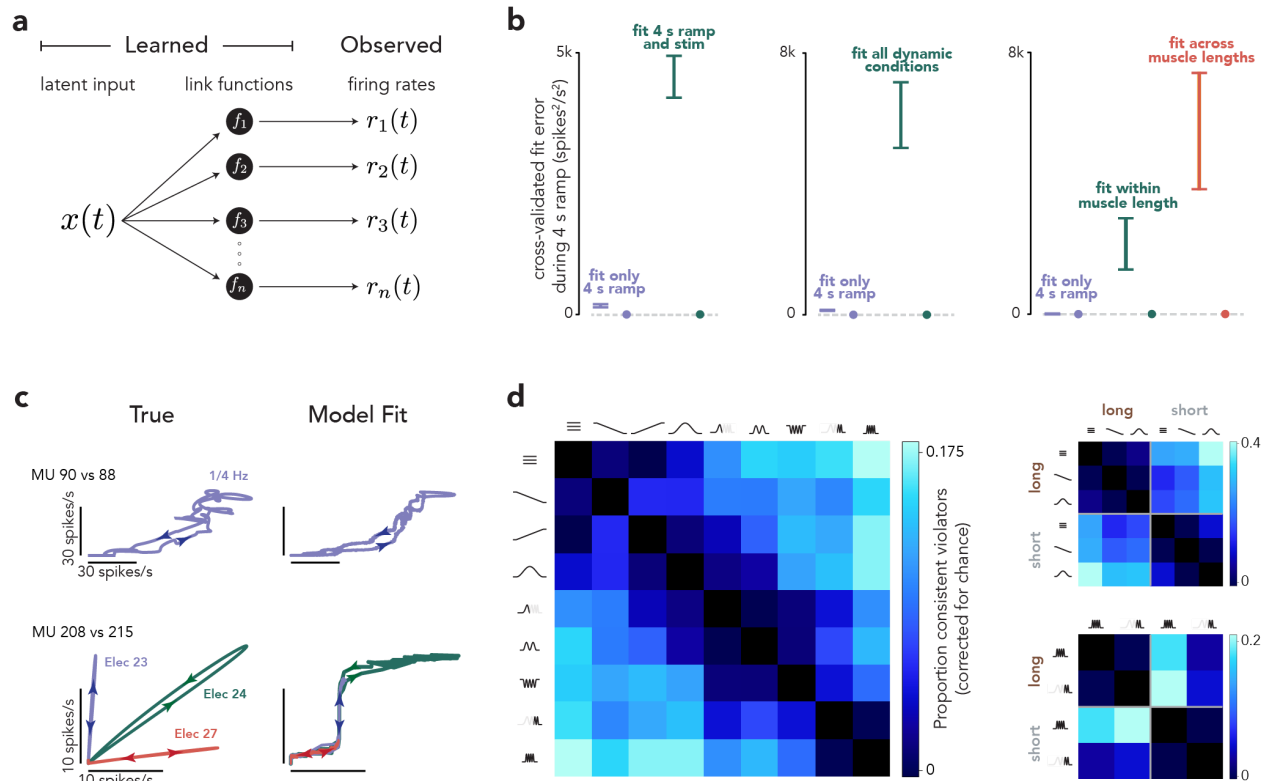 a
Learned
Observed
latent input
link functions
firing rates
x(t)
f1
r1(t)
f2
r2(t)
f3
r3(t)
fn
rn(t)
b
cross-validated fit error
during 4 s ramp (spikes²/s²)
5k
0
fit 4 s ramp
and stim
fit only
4 s ramp
8k
0
fit all dynamic
conditions
fit only
4 s ramp
8k
0
fit across
muscle lengths
fit within
muscle length
fit only
4 s ramp
c
True
Model Fit
MU 90 vs 88
1/4 Hz
30 spikes/s
30 spikes/s
MU 208 vs 215
Elec 23
Elec 24
Elec 27
10 spikes/s
10 spikes/s
d
0.175
0
Proportion consistent violators
(corrected for chance)
long
short
long
short
0.4
0
long
short
0.2
0